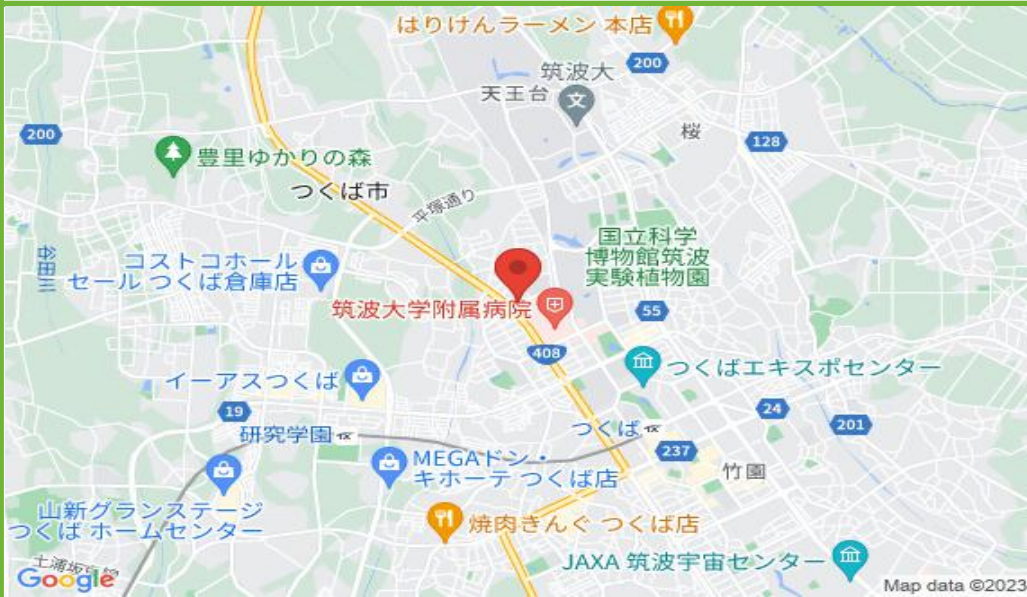 はりけんラーメン 本店
200
筑波大
天王台
文
桜
200
128
豊里ゆかりの森
つくば市
平塚通り
国立科学
博物館筑波
実験植物園
谷田川
コストコホール
セール つくば倉庫店
筑波大学附属病院
55
408
つくばエキスポセンター
イーアスつくば
19
24
201
研究学園
つくば
237
MEGAドン・
キホーテ つくば店
竹園
山新グランステージ
つくば ホームセンター
焼肉きんぐ つくば店
JAXA 筑波宇宙センター
Google
Map data ©2023